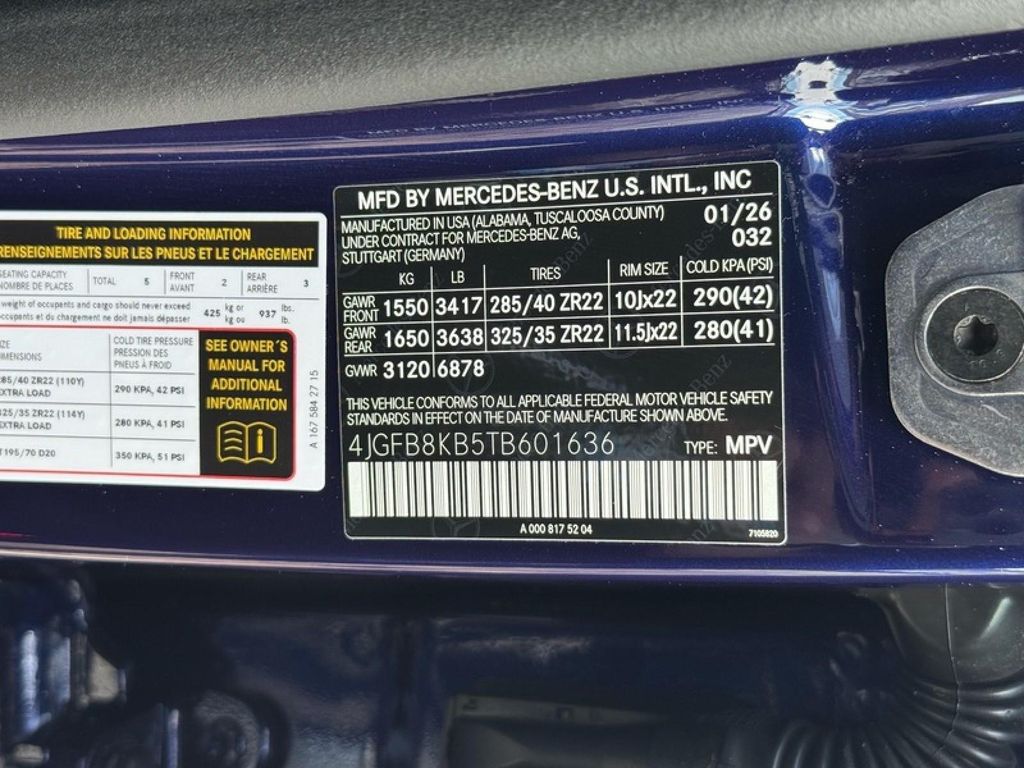 TIRE AND LOADING INFORMATION
RENSEIGNEMENTS SUR LES PNEUS ET LE CHARGEMENT
SEATING CAPACITY
NOMBRE DE PLACES
TOTAL 5
FRONT
AVANT 2
REAR
ARRIÈRE 3
weight of occupants and cargo should never exceed
occupants et du chargement ne doit jamais dépasser
425 kg or
kg ou
937 lbs.
lb.
SIZE
DIMENSIONS
COLD TIRE PRESSURE
PRESSION DES
PNEUS À FROID
285/40 ZR22 (110Y)
EXTRA LOAD
290 KPA, 42 PSI
325/35 ZR22 (114Y)
EXTRA LOAD
280 KPA, 41 PSI
T195/70 D20
350 KPA, 51 PSI
SEE OWNER´S
MANUAL FOR
ADDITIONAL
INFORMATION
A 167 584 27 15
MFD BY MERCEDES-BENZ U.S. INTL., INC
MANUFACTURED IN USA (ALABAMA, TUSCALOOSA COUNTY)
UNDER CONTRACT FOR MERCEDES-BENZ AG,
STUTTGART (GERMANY)
01/26
032
KG LB TIRES RIM SIZE COLD KPA (PSI)
GAWR
FRONT 1550 3417 285/40 ZR22 10Jx22 290(42)
GAWR
REAR 1650 3638 325/35 ZR22 11.5Jx22 280(41)
GVWR 3120 6878
THIS VEHICLE CONFORMS TO ALL APPLICABLE FEDERAL MOTOR VEHICLE SAFETY
STANDARDS IN EFFECT ON THE DATE OF MANUFACTURE SHOWN ABOVE.
4JGFB8KB5TB601636 TYPE: MPV
A 000 817 52 04
7105820